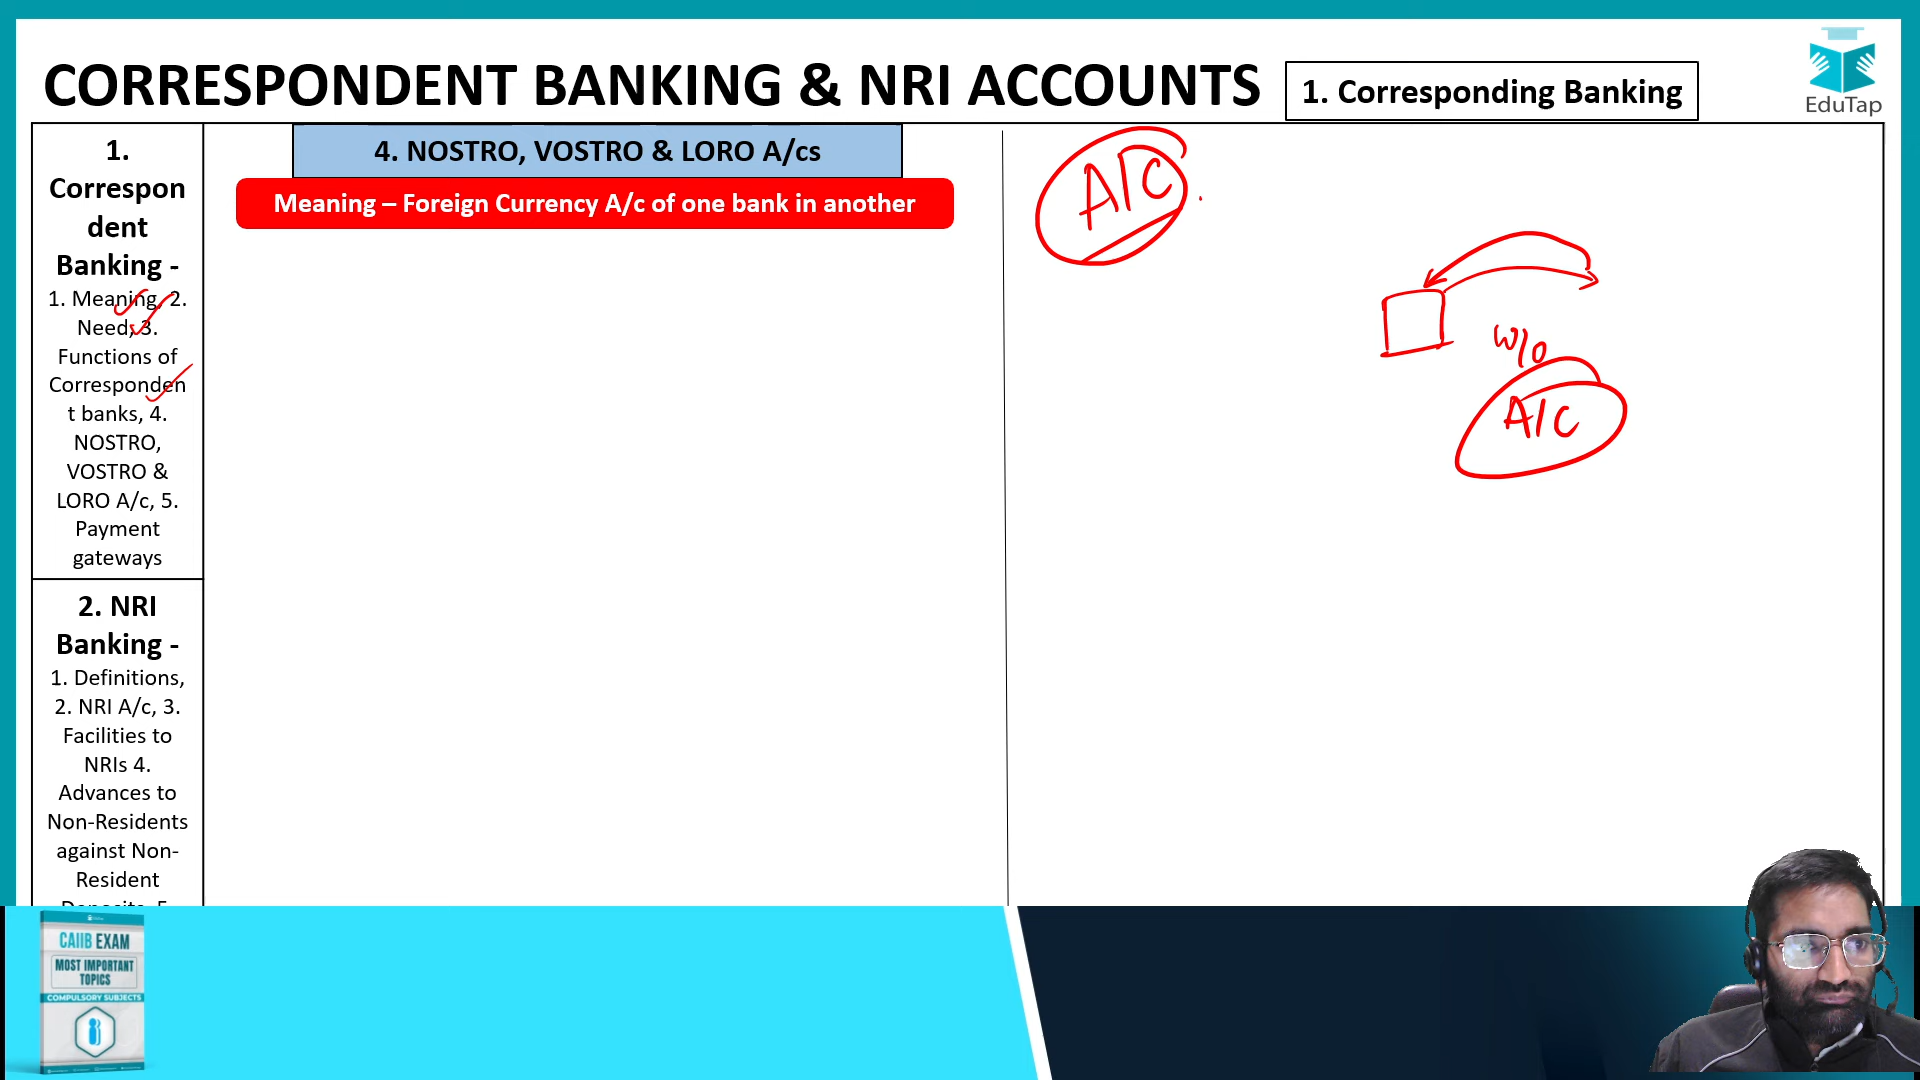 CORRESPONDENT BANKING & NRI ACCOUNTS
1. Corresponding Banking
EduTap
1.
Correspon
dent
Banking -
1. Meaning, 2.
Need, 3.
Functions of
Corresponden
t banks, 4.
NOSTRO,
VOSTRO &
LORO A/c, 5.
Payment
gateways
2. NRI
Banking -
1. Definitions,
2. NRI A/c, 3.
Facilities to
NRIs 4.
Advances to
Non-Residents
against Non-
Resident
Deposits, 5.
4. NOSTRO, VOSTRO & LORO A/cs
Meaning – Foreign Currency A/c of one bank in another
A/C
w/o
A/C
CAIIB EXAM
MOST IMPORTANT
TOPICS
COMPULSORY SUBJECTS